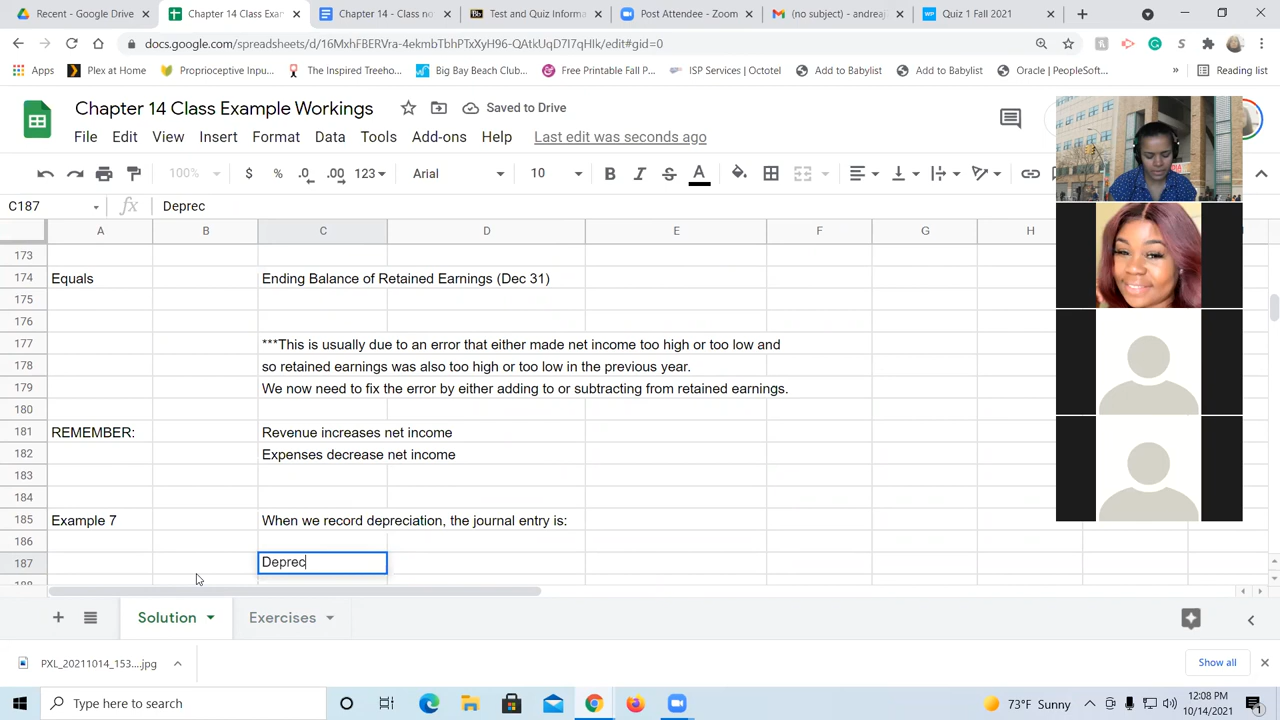 Recent - Google Drive
Chapter 14 Class Exan
Chapter 14 - Class no
Test and Quiz Informa
Post Attendee - Zoom
(no subject) - andreaj
Quiz 1 Fall 2021
docs.google.com/spreadsheets/d/16MxhFBERVra-4ekmbTbLPTxXyH96-QAtkUqD7I7qHIk/edit#gid=0
Apps
Plex at Home
Proprioceptive Inpu...
The Inspired Treeho...
Big Bay Beach Club...
Free Printable Fall P...
ISP Services | Octotel
Add to Babylist
Add to Babylist
Oracle | PeopleSoft...
»
Reading list
Chapter 14 Class Example Workings
Saved to Drive
File Edit View Insert Format Data Tools Add-ons Help Last edit was seconds ago
100% $ % .0 .00 123 Arial 10 B I S A
C187 fx Deprec
A B C D E F G H
173
174 Equals Ending Balance of Retained Earnings (Dec 31)
175
176
177 ***This is usually due to an error that either made net income too high or too low and
178 so retained earnings was also too high or too low in the previous year.
179 We now need to fix the error by either adding to or subtracting from retained earnings.
180
181 REMEMBER: Revenue increases net income
182 Expenses decrease net income
183
184
185 Example 7 When we record depreciation, the journal entry is:
186
187 Deprec
Solution Exercises
PXL_20211014_153....jpg
Show all
Type here to search
73°F Sunny
12:08 PM
10/14/2021